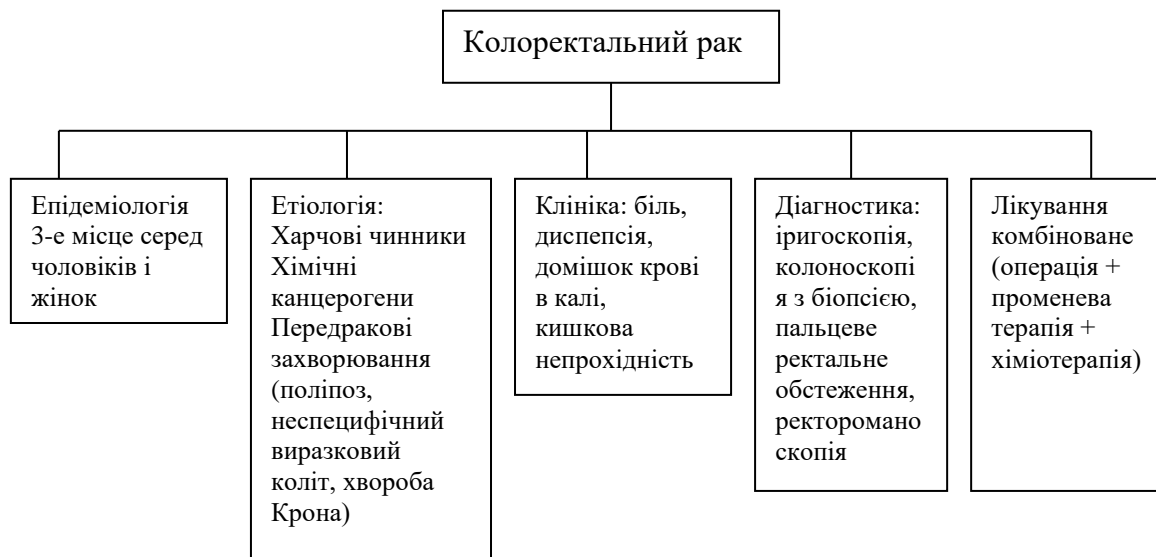 Колоректальний рак
Епідеміологія
3-е місце серед
чоловіків і
жінок
Етіологія:
Харчові чинники
Хімічні
канцерогени
Передракові
захворювання
(поліпоз,
неспецифічний
виразковий
коліт, хвороба
Крона)
Клініка: біль,
диспепсія,
домішок крові
в калі,
кишкова
непрохідність
Діагностика:
іригоскопія,
колоноскопі
я з біопсією,
пальцеве
ректальне
обстеження,
ректоромано
скопія
Лікування
комбіноване
(операція +
променева
терапія +
хіміотерапія)